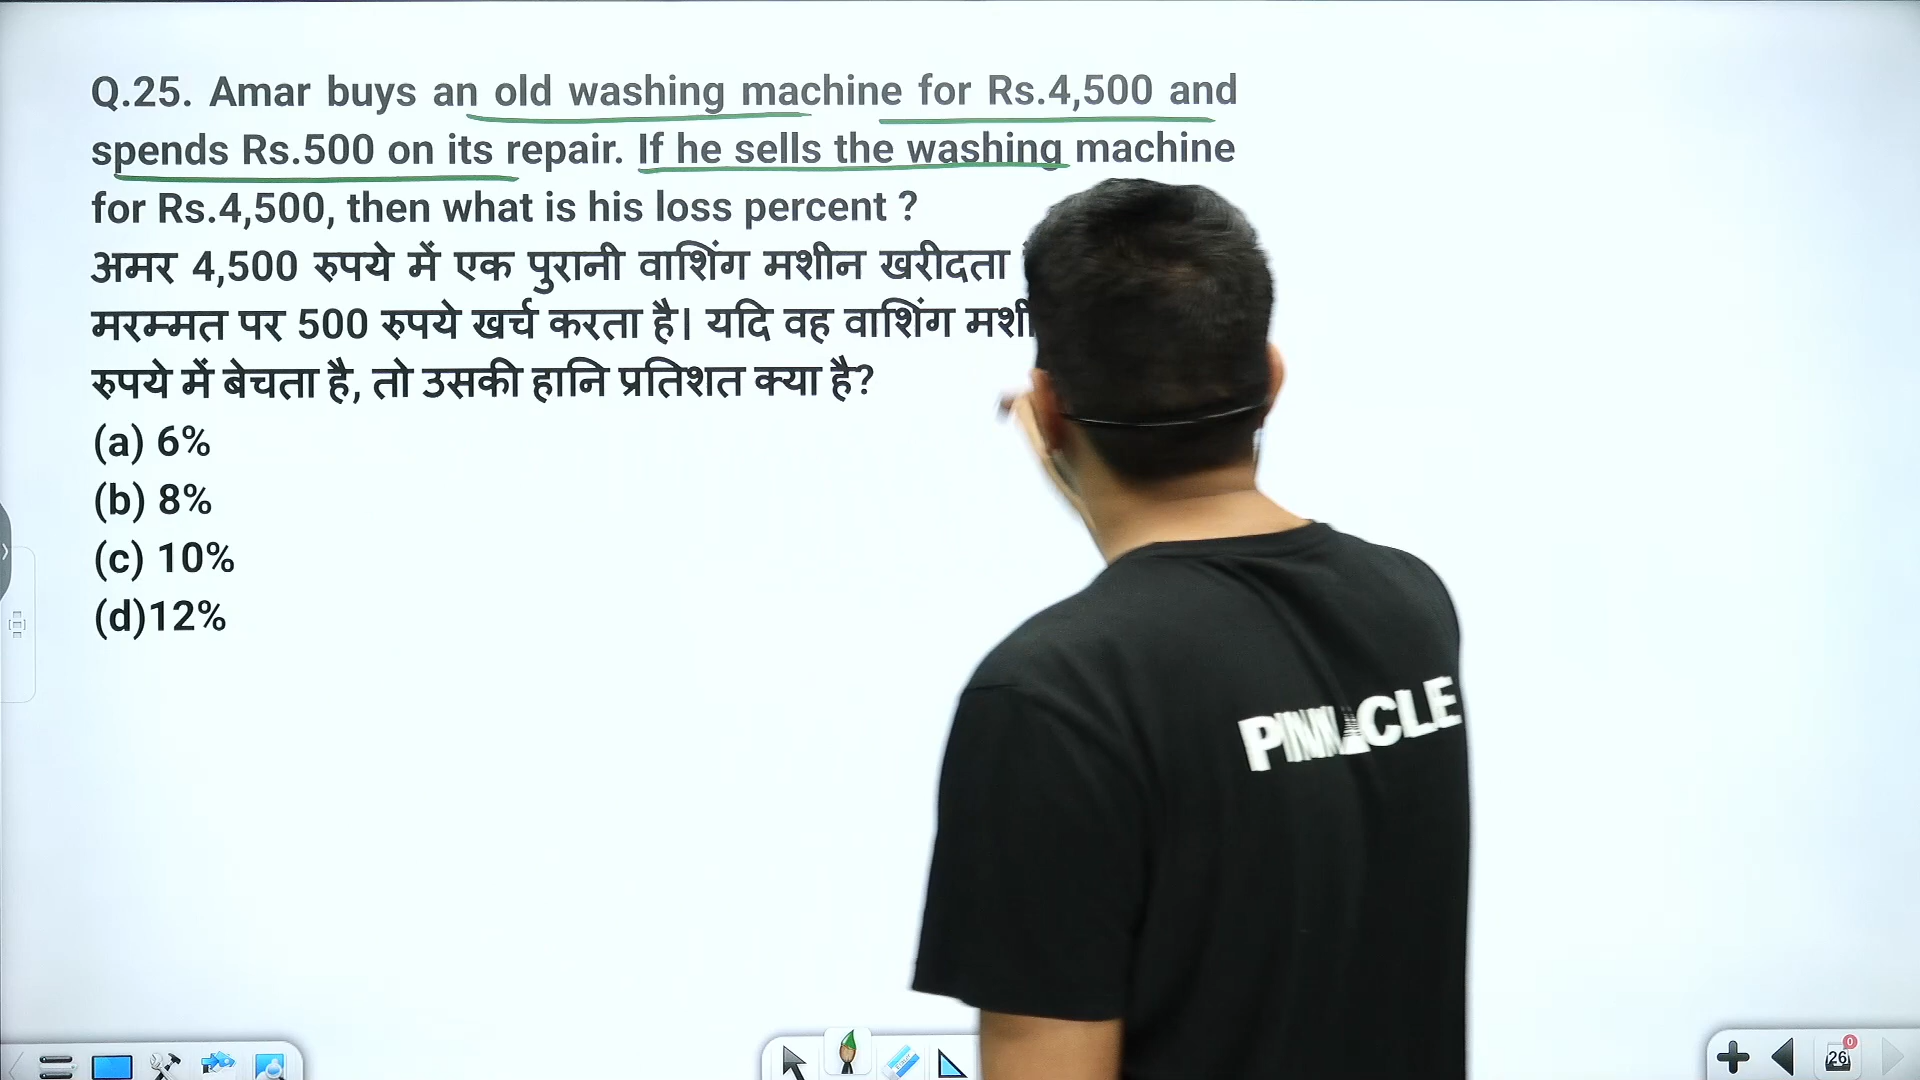 Q.25. Amar buys an old washing machine for Rs.4,500 and
spends Rs.500 on its repair. If he sells the washing machine
for Rs.4,500, then what is his loss percent ?
अमर 4,500 रुपये में एक पुरानी वाशिंग मशीन खरीदता
मरम्मत पर 500 रुपये खर्च करता है। यदि वह वाशिंग
रुपये में बेचता है, तो उसकी हानि प्रतिशत क्या है?
(a) 6%
(b) 8%
(c) 10%
(d)12%
PINNACLE
26
0